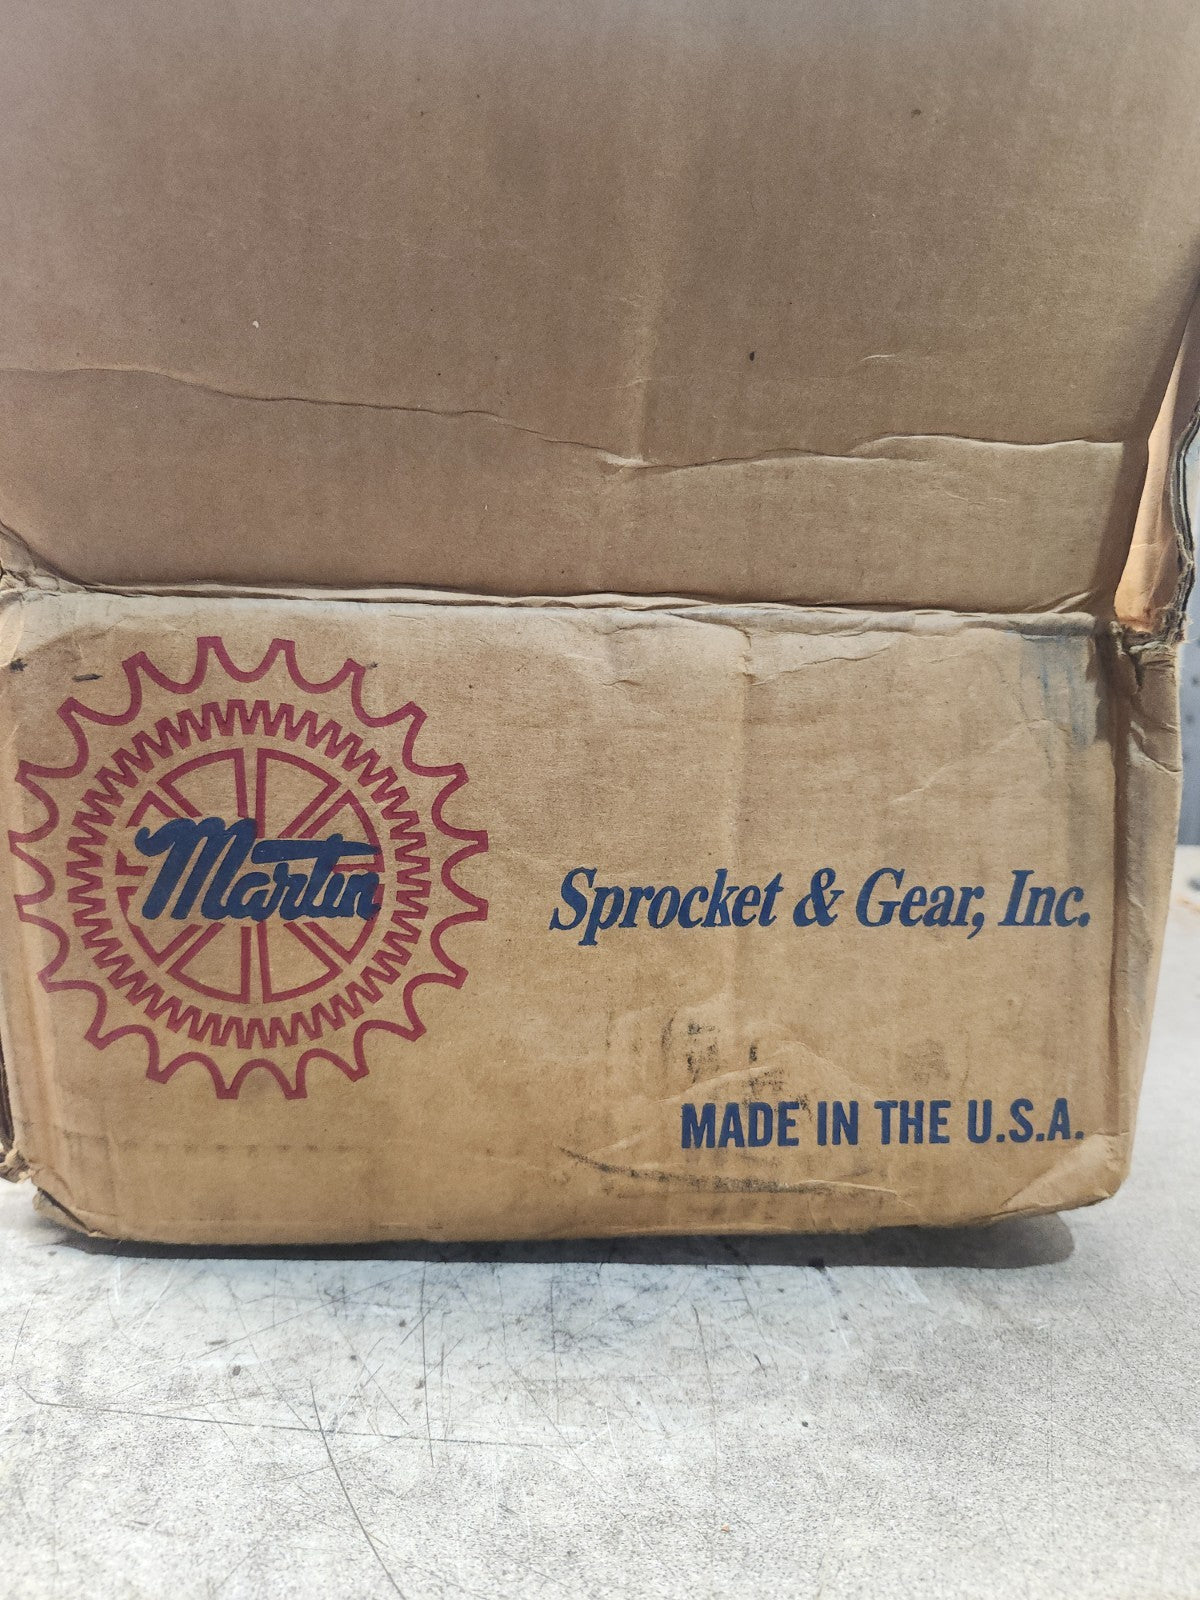 Martin
Sprocket & Gear, Inc.
MADE IN THE U.S.A.